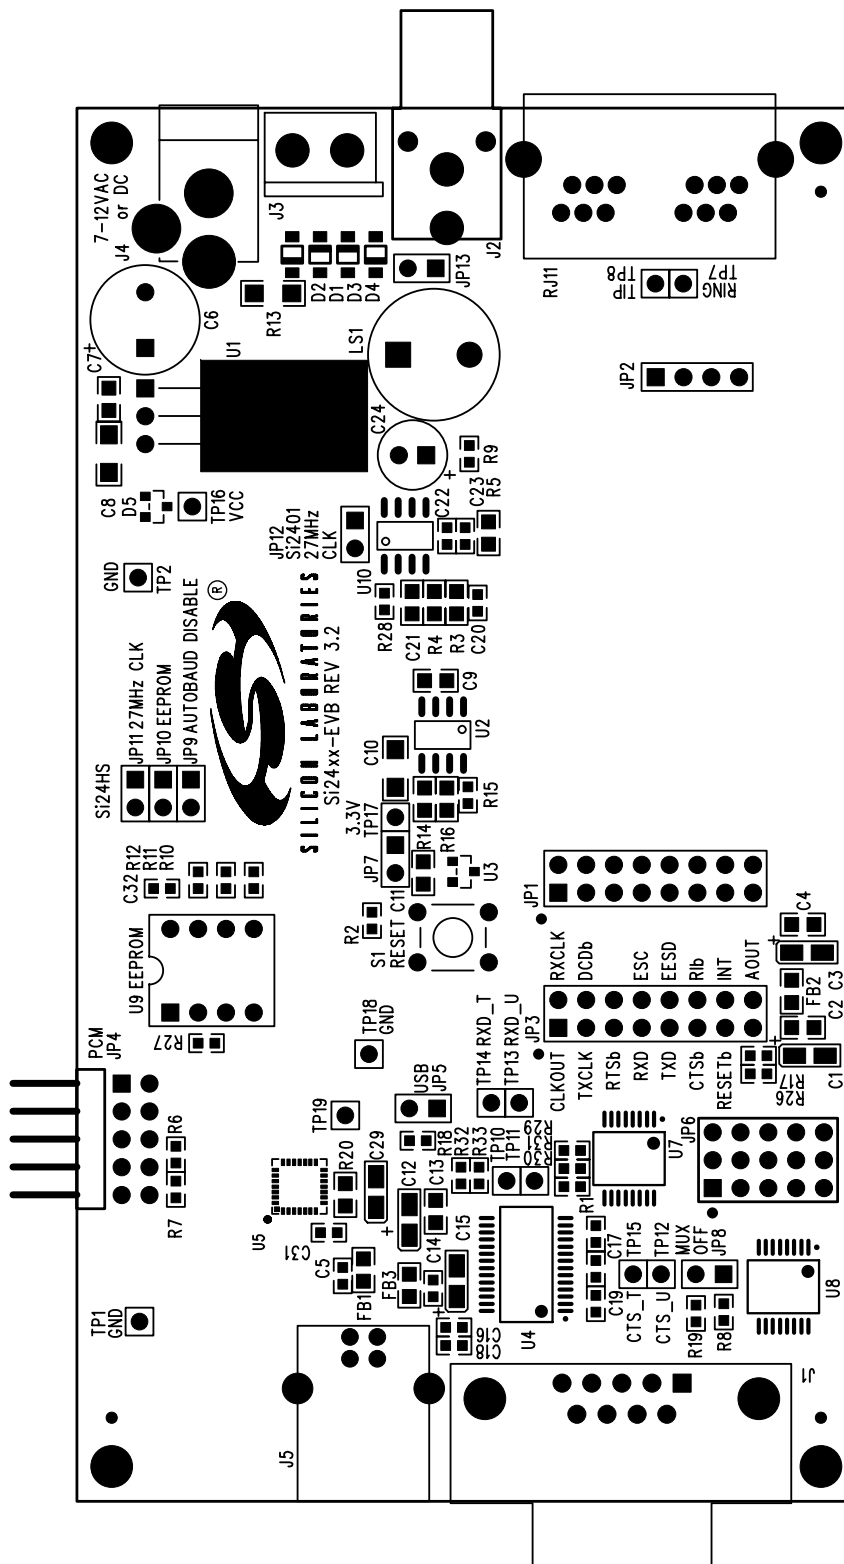 7-12VAC
or DC
J4
J3
J2
RJ11
TIP
TP8
RING
TP7
C6
C7
+
R13
D2
D1
D3
D4
JP13
U1
LS1
C24
JP2
C8
D5
TP16
VCC
R9
+
C22
C23
R5
JP12
Si2401
27MHz
CLK
U10
GND
TP2
R28
C21
R4
R3
C20
®
SILICON LABORATORIES
Si24xx-EVB REV 3.2
Si24HS
JP11 27MHz CLK
JP10 EEPROM
JP9 AUTOBAUD DISABLE
C9
U2
C10
R15
3.3V
TP17
R14
R16
JP7
C11
U3
C32
R12
R11
R10
R2
S1
RESET
U9 EEPROM
R27
JP1
C4
+
C3
FB2
C2
+
C1
RXCLK
DCDb
ESC
EESD
RIb
INT
AOUT
JP3
CLKOUT
TXCLK
RTSb
RXD
TXD
CTSb
RESETb
R17
R26
TP18
GND
TP14 RXD_T
TP13 RXD_U
PCM
JP4
USB
JP5
TP19
R6
R7
R20
C29
R18
R32
R33
TP10
TP11
R29
R31
R30
R1
U7
JP6
U5
C31
C12
+
C13
C5
FB1
FB3
C14
+
C15
C16
C18
U4
C17
C19
TP15
CTS_T
TP12
CTS_U
MUX
OFF
JP8
R19
R8
U8
TP1
GND
J5
J1